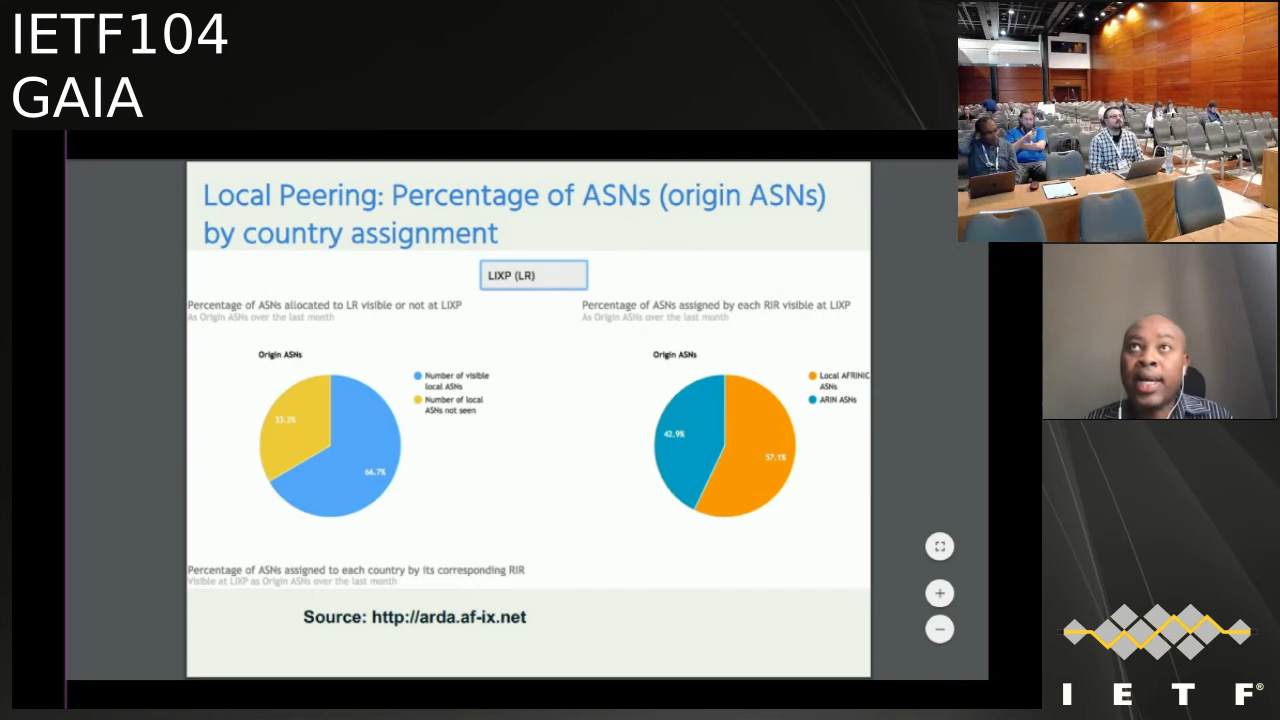 IETF104
GAIA
Local Peering: Percentage of ASNs (origin ASNs)
by country assignment
LIXP (LR)
Percentage of ASNs allocated to LR visible or not at LIXP
As Origin ASNs over the last month
Origin ASNs
Number of visible
local ASNs
Number of local
ASNs not seen
33.3%
66.7%
Percentage of ASNs assigned by each RIR visible at LIXP
As Origin ASNs over the last month
Origin ASNs
Local AFRINIC
ASNs
ARIN ASNs
42.9%
57.1%
Percentage of ASNs assigned to each country by its corresponding RIR
Visible at LIXP as Origin ASNs over the last month
Source: http://arda.af-ix.net
I E T F®